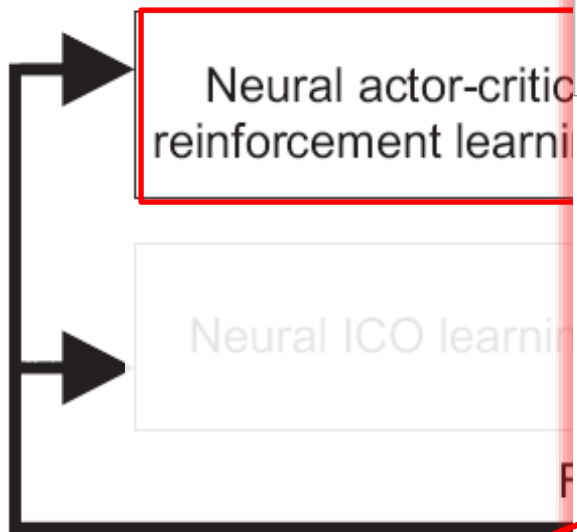 Neural actor-critic
reinforcement learni
Neural ICO learnin
F